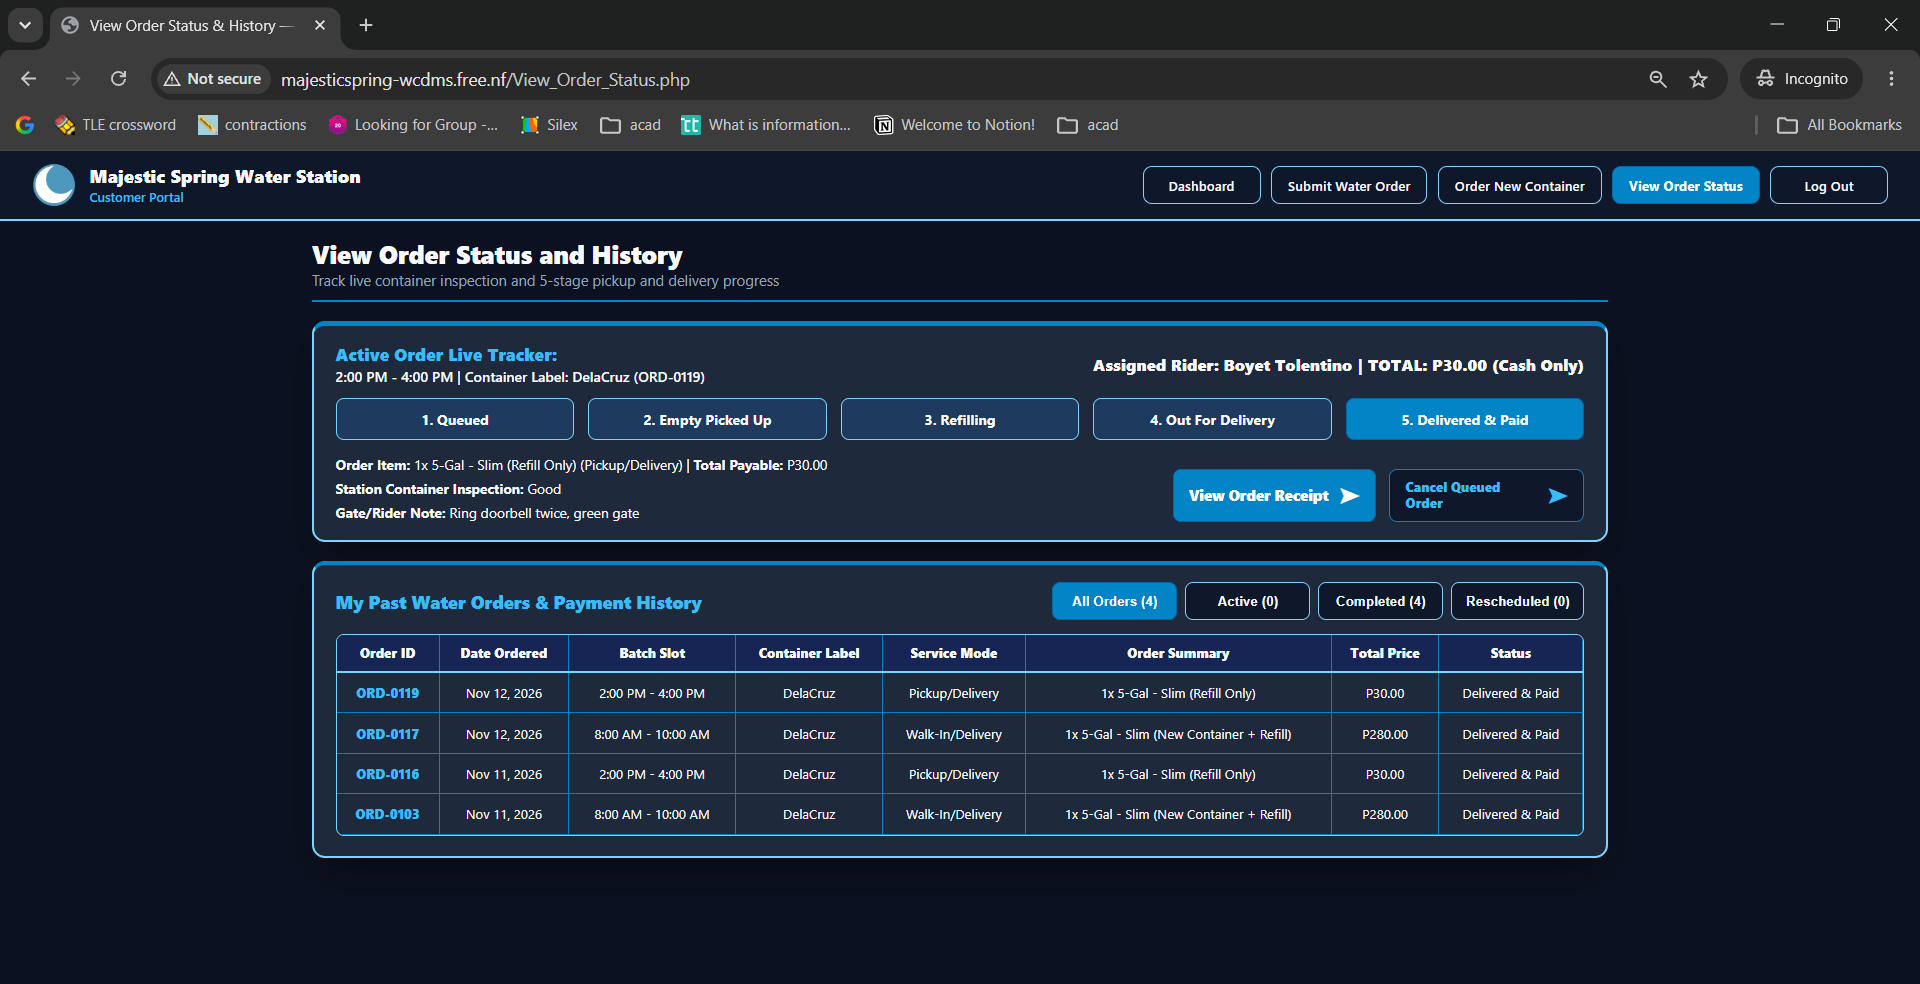 View Order Status & History —
Not secure
majesticspring-wcdms.free.nf/View_Order_Status.php
Incognito
TLE crossword
contractions
Looking for Group -...
Silex
acad
What is information...
Welcome to Notion!
acad
All Bookmarks
Majestic Spring Water Station
Customer Portal
Dashboard
Submit Water Order
Order New Container
View Order Status
Log Out
View Order Status and History
Track live container inspection and 5-stage pickup and delivery progress
Active Order Live Tracker:
2:00 PM - 4:00 PM | Container Label: DelaCruz (ORD-0119)
Assigned Rider: Boyet Tolentino | TOTAL: P30.00 (Cash Only)
1. Queued
2. Empty Picked Up
3. Refilling
4. Out For Delivery
5. Delivered & Paid
Order Item: 1x 5-Gal - Slim (Refill Only) (Pickup/Delivery) | Total Payable: P30.00
Station Container Inspection: Good
Gate/Rider Note: Ring doorbell twice, green gate
View Order Receipt
Cancel Queued
Order
My Past Water Orders & Payment History
All Orders (4)
Active (0)
Completed (4)
Rescheduled (0)
Order ID Date Ordered Batch Slot Container Label Service Mode Order Summary Total Price Status
ORD-0119 Nov 12, 2026 2:00 PM - 4:00 PM DelaCruz Pickup/Delivery 1x 5-Gal - Slim (Refill Only) P30.00 Delivered & Paid
ORD-0117 Nov 12, 2026 8:00 AM - 10:00 AM DelaCruz Walk-In/Delivery 1x 5-Gal - Slim (New Container + Refill) P280.00 Delivered & Paid
ORD-0116 Nov 11, 2026 2:00 PM - 4:00 PM DelaCruz Pickup/Delivery 1x 5-Gal - Slim (Refill Only) P30.00 Delivered & Paid
ORD-0103 Nov 11, 2026 8:00 AM - 10:00 AM DelaCruz Walk-In/Delivery 1x 5-Gal - Slim (New Container + Refill) P280.00 Delivered & Paid